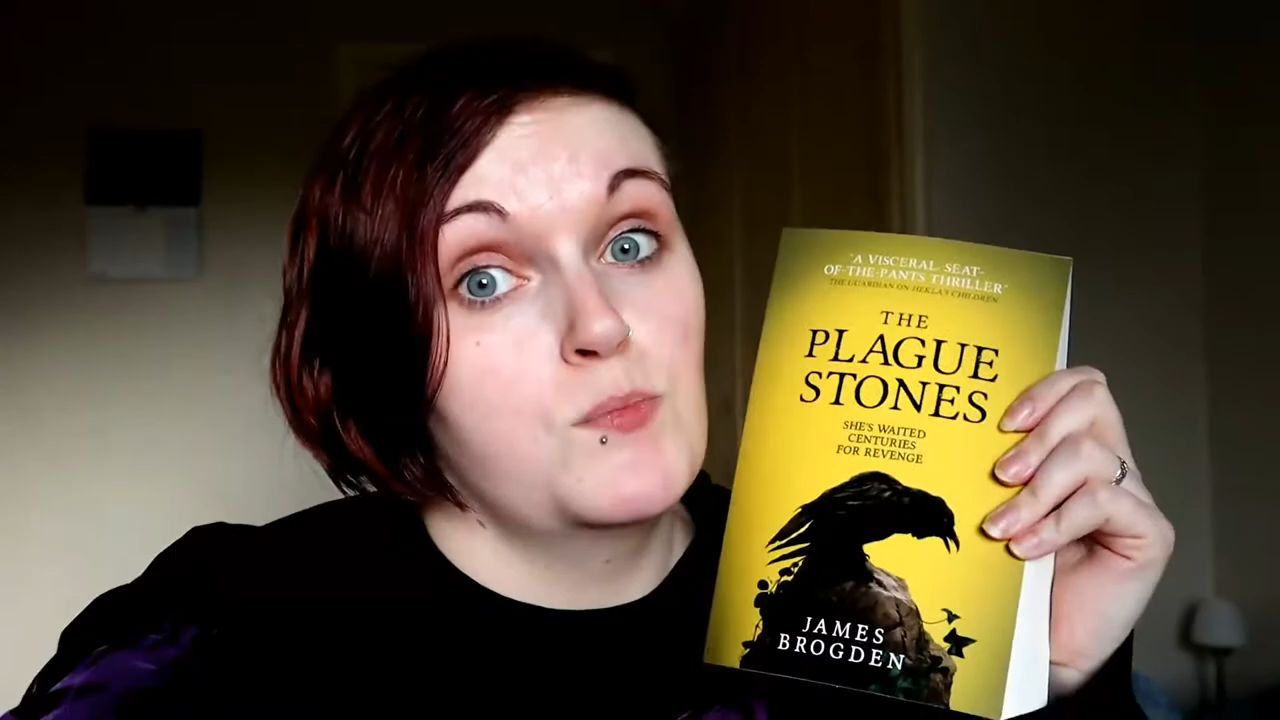 "A VISCERAL SEAT-
OF-THE-PANTS THRILLER"
THE GUARDIAN ON HEKLA'S CHILDREN
THE
PLAGUE
STONES
SHE'S WAITED
CENTURIES
FOR REVENGE
JAMES
BROGDEN